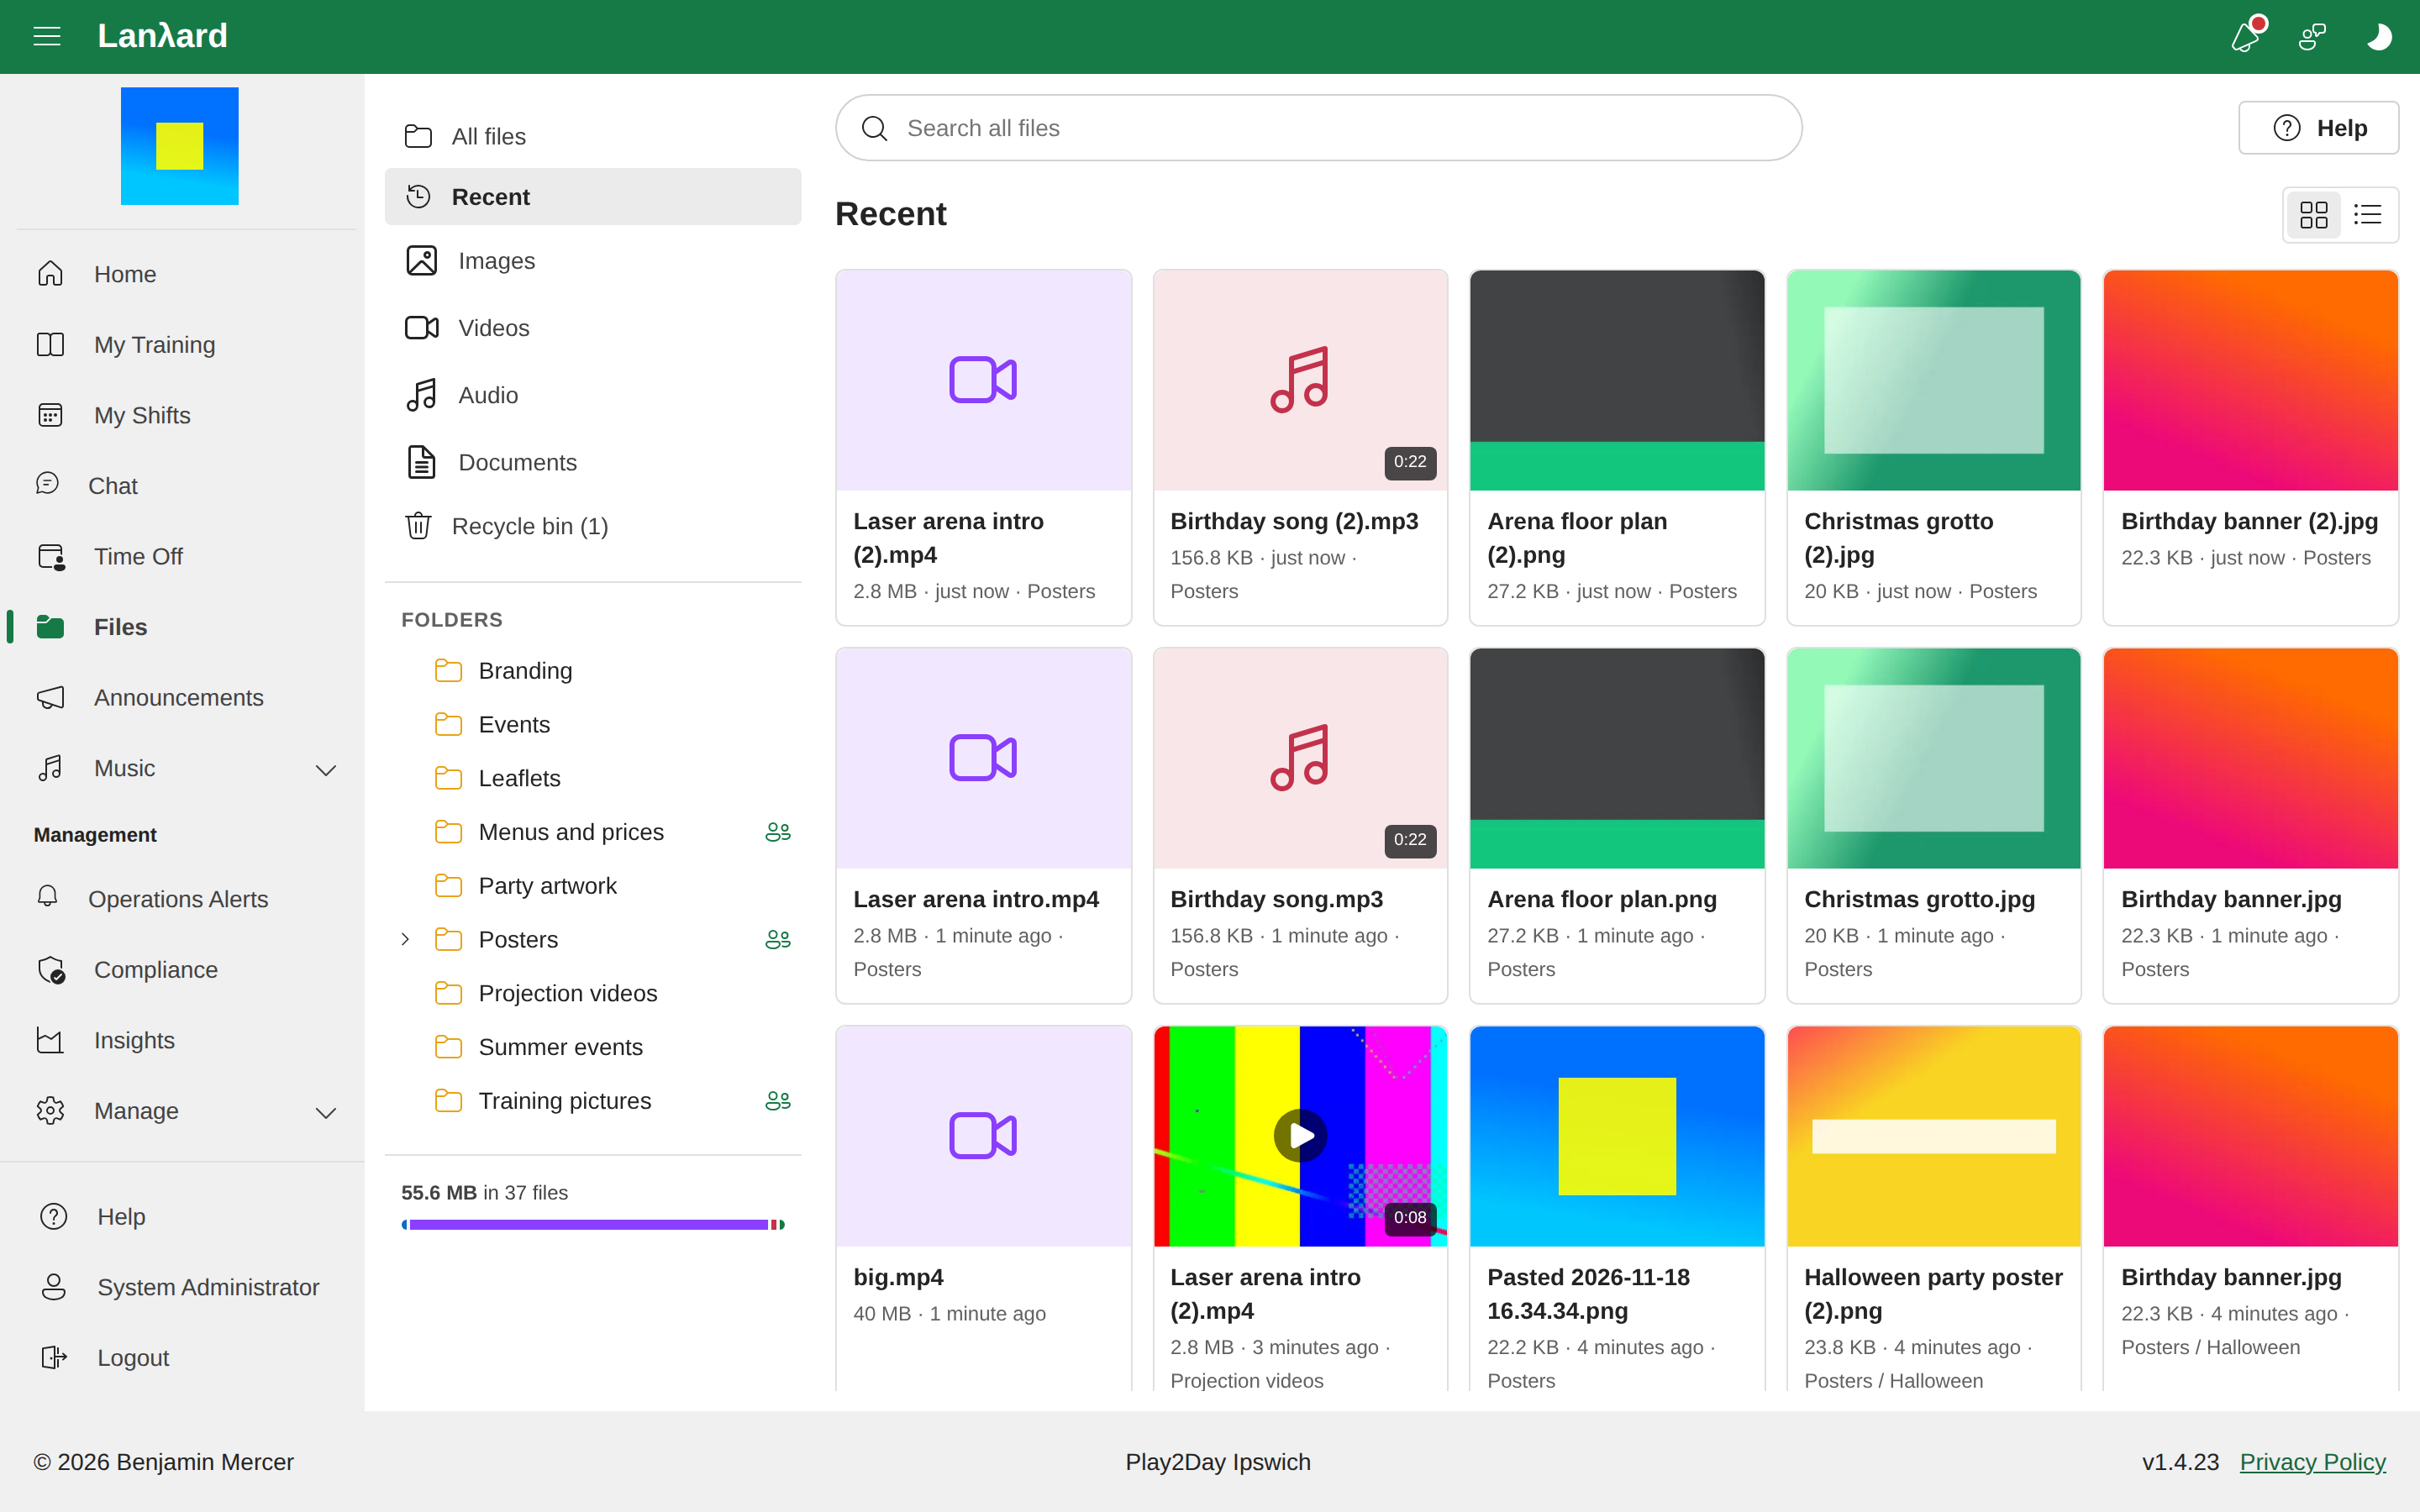 Lanλard
Search all files
Help
All files
Recent
Images
Videos
Audio
Documents
Recycle bin (1)
FOLDERS
Branding
Events
Leaflets
Menus and prices
Party artwork
Posters
Projection videos
Summer events
Training pictures
55.6 MB in 37 files
Home
My Training
My Shifts
Chat
Time Off
Files
Announcements
Music
Management
Operations Alerts
Compliance
Insights
Manage
Help
System Administrator
Logout
Recent
Laser arena intro
(2).mp4
2.8 MB · just now · Posters
0:22
Birthday song (2).mp3
156.8 KB · just now ·
Posters
Arena floor plan
(2).png
27.2 KB · just now · Posters
Christmas grotto
(2).jpg
20 KB · just now · Posters
Birthday banner (2).jpg
22.3 KB · just now · Posters
Laser arena intro.mp4
2.8 MB · 1 minute ago ·
Posters
0:22
Birthday song.mp3
156.8 KB · 1 minute ago ·
Posters
Arena floor plan.png
27.2 KB · 1 minute ago ·
Posters
Christmas grotto.jpg
20 KB · 1 minute ago ·
Posters
Birthday banner.jpg
22.3 KB · 1 minute ago ·
Posters
big.mp4
40 MB · 1 minute ago
0:08
Laser arena intro
(2).mp4
2.8 MB · 3 minutes ago ·
Projection videos
Pasted 2026-11-18
16.34.34.png
22.2 KB · 4 minutes ago ·
Posters
Halloween party poster
(2).png
23.8 KB · 4 minutes ago ·
Posters / Halloween
Birthday banner.jpg
22.3 KB · 4 minutes ago ·
Posters / Halloween
© 2026 Benjamin Mercer
Play2Day Ipswich
v1.4.23 Privacy Policy